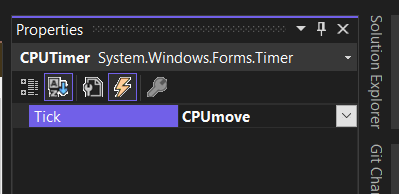 Properties
CPUTimer System.Windows.Forms.Timer
Tick CPUmove
Solution Explorer
Git Cha